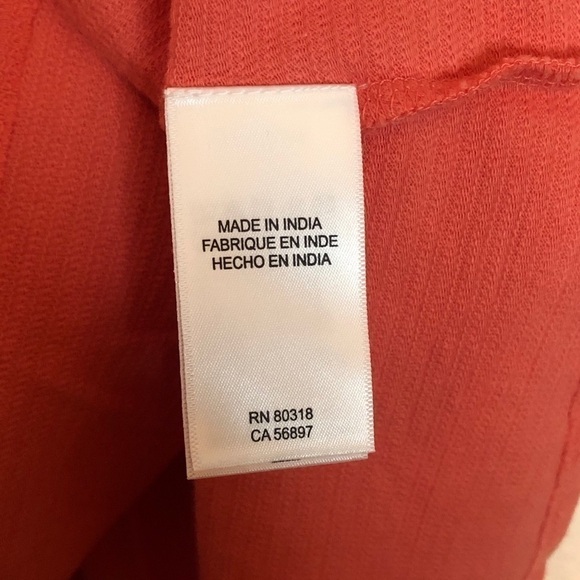 MADE IN INDIA
FABRIQUE EN INDE
HECHO EN INDIA
RN 80318
CA 56897